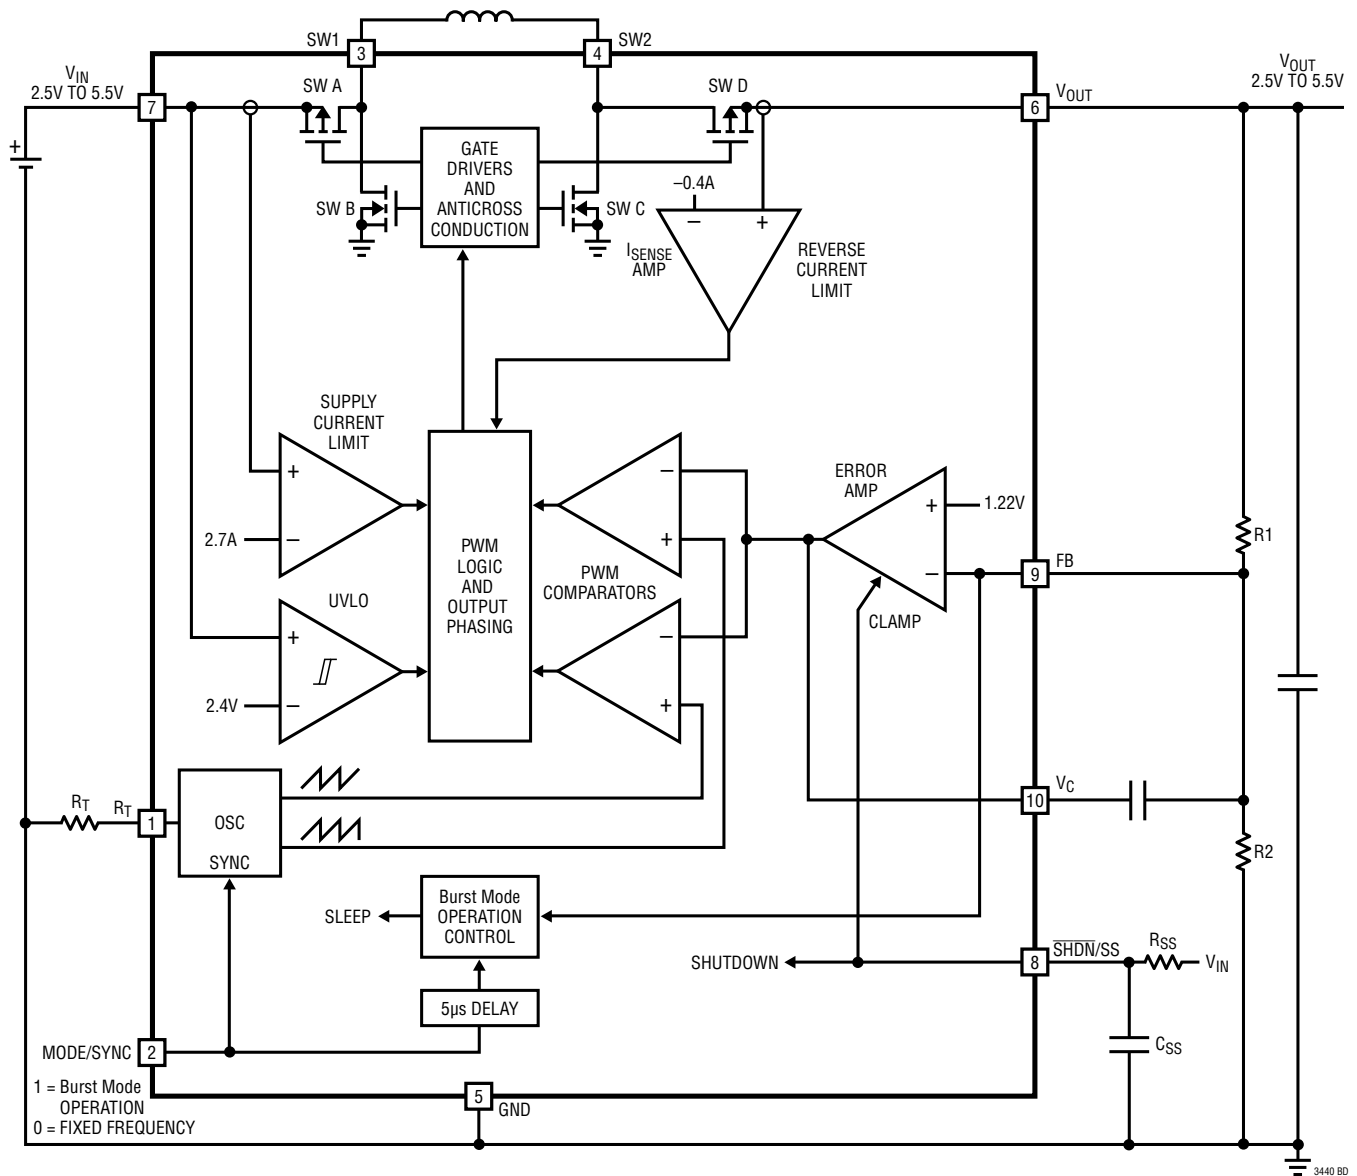 SW1
3
4
SW2
V_IN
2.5V TO 5.5V
7
SW A
SW D
6
V_OUT
V_OUT
2.5V TO 5.5V
+
GATE
DRIVERS
AND
ANTICROSS
CONDUCTION
SW B
SW C
–0.4A
–
+
I_SENSE
AMP
REVERSE
CURRENT
LIMIT
SUPPLY
CURRENT
LIMIT
+
2.7A
–
PWM
LOGIC
AND
OUTPUT
PHASING
–
+
PWM
COMPARATORS
ERROR
AMP
+
1.22V
–
CLAMP
9
FB
R1
UVLO
+
2.4V
–
–
+
R_T
R_T
1
OSC
SYNC
10
V_C
R2
SLEEP
Burst Mode
OPERATION
CONTROL
SHUTDOWN
8
S̅H̅D̅N̅/SS
R_SS
V_IN
5µs DELAY
C_SS
MODE/SYNC
2
1 = Burst Mode
OPERATION
0 = FIXED FREQUENCY
5
GND
3440 BD